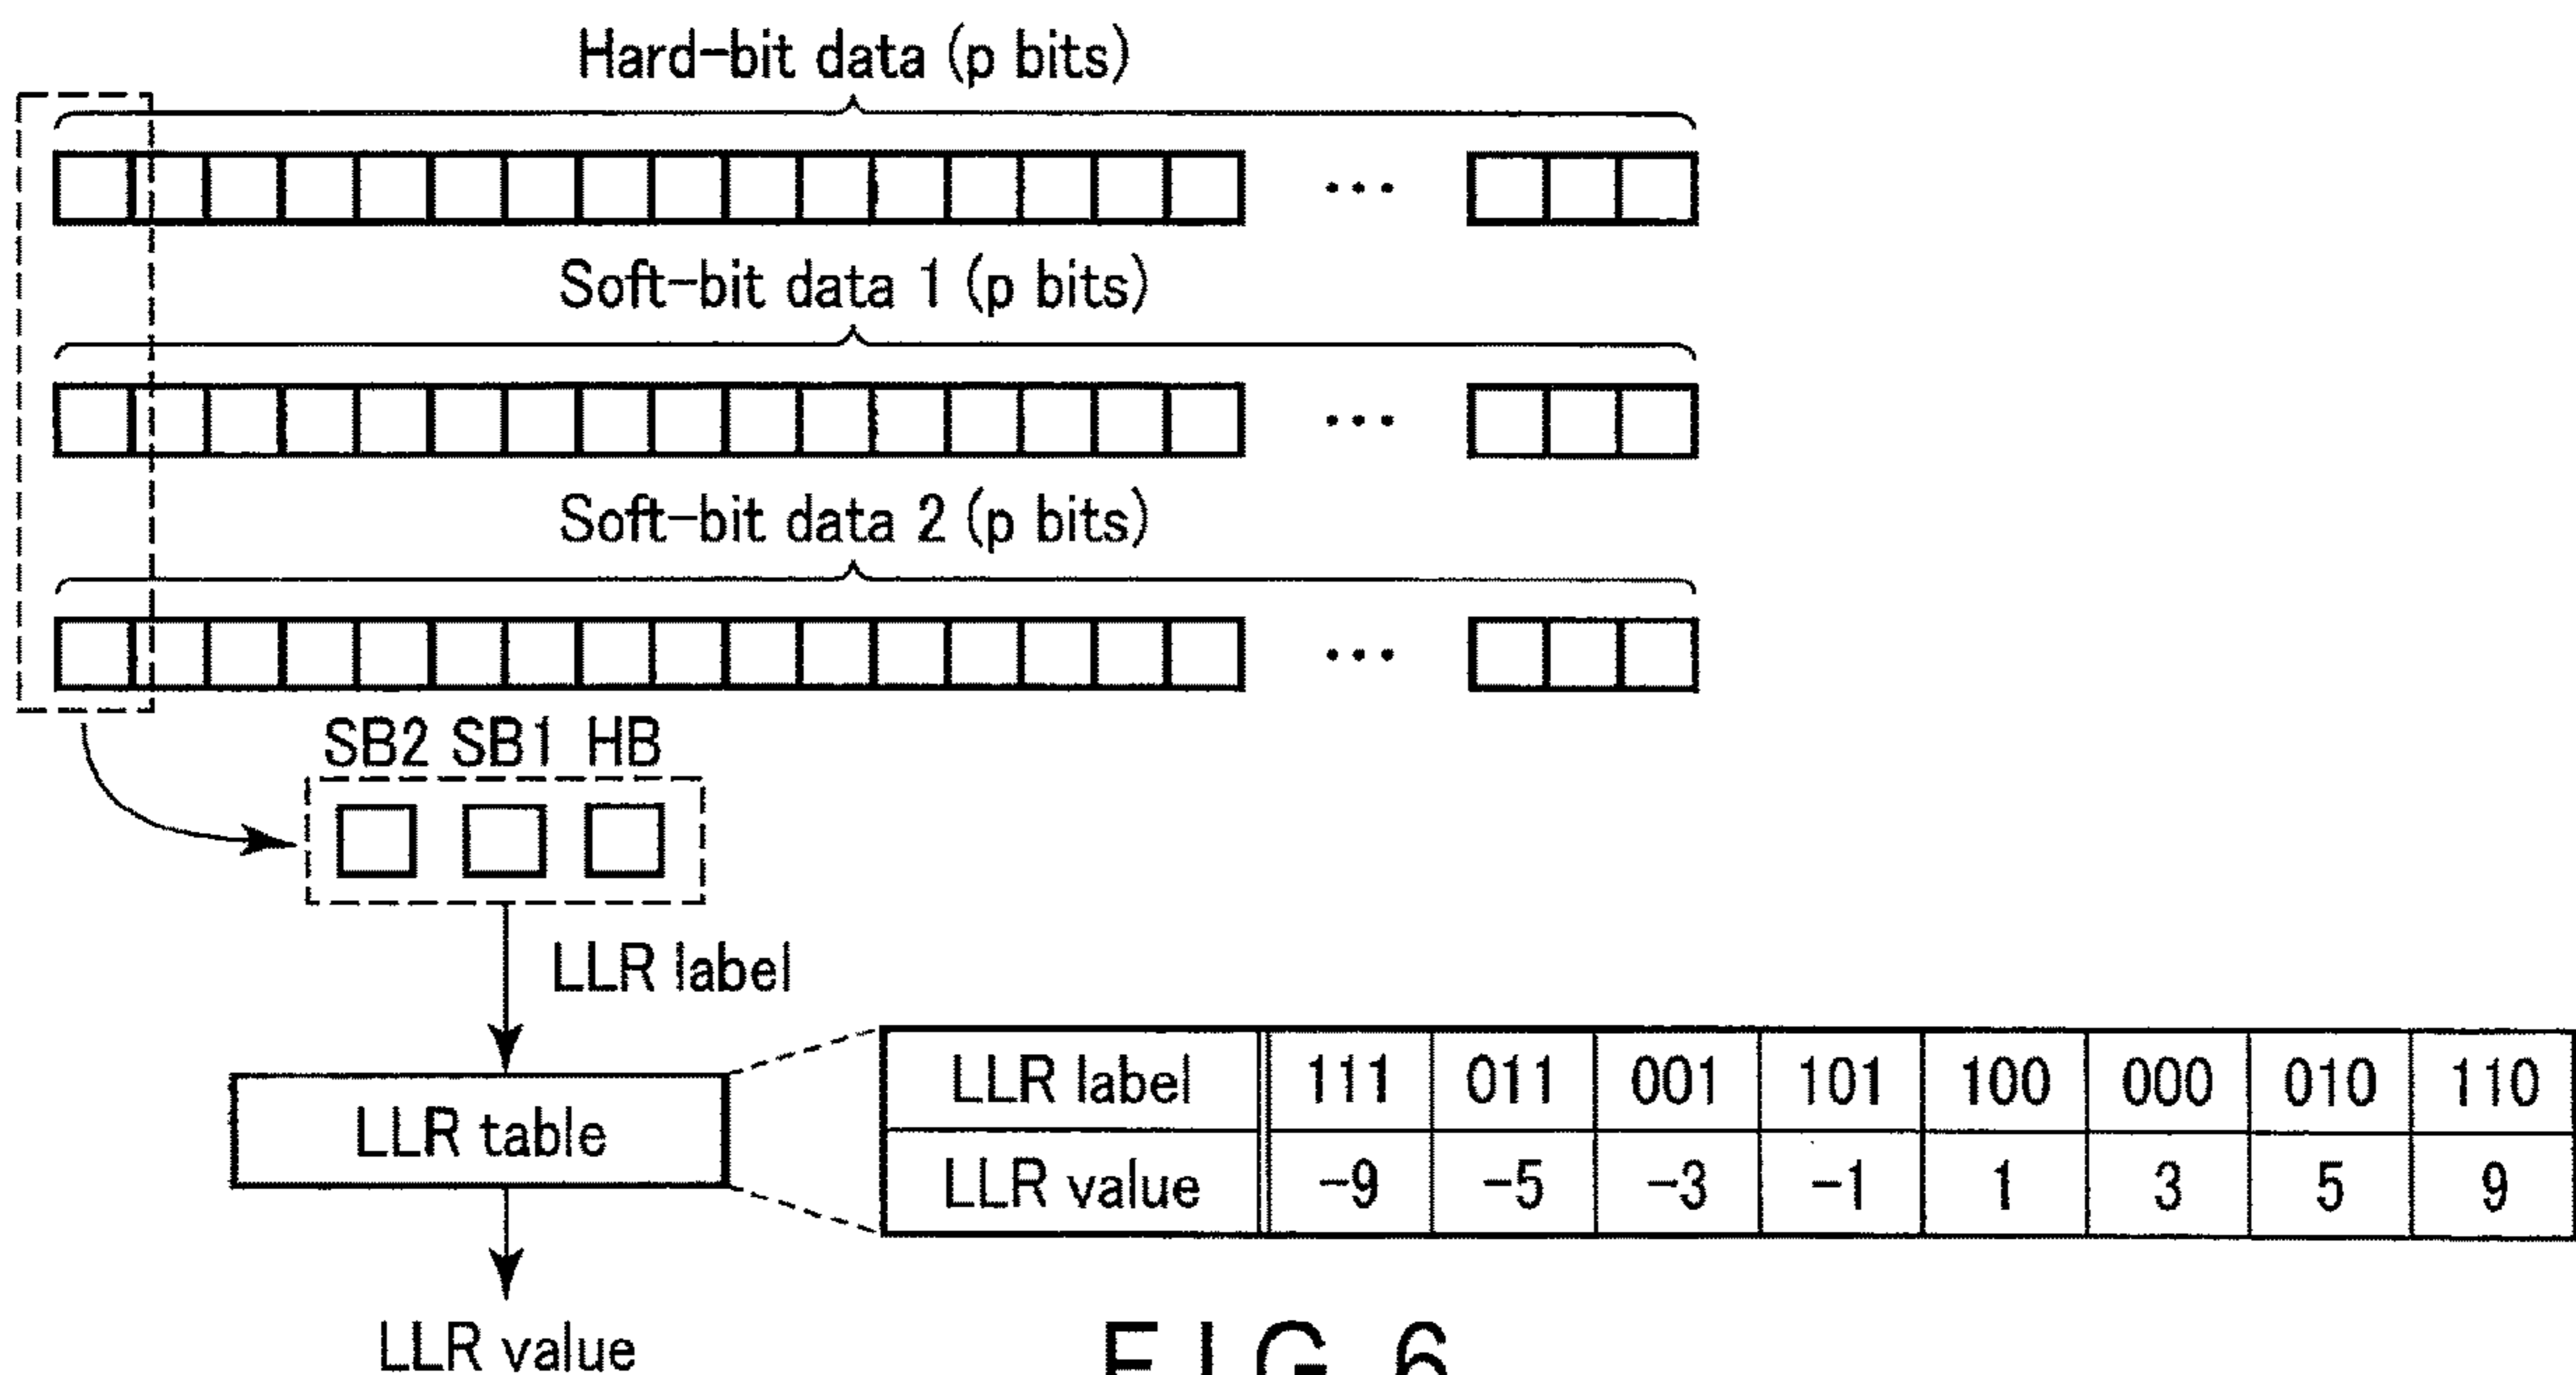 Hard-bit data (p bits)
...
Soft-bit data 1 (p bits)
...
Soft-bit data 2 (p bits)
...
SB2 SB1 HB
LLR label
LLR label 111 011 001 101 100 000 010 110
LLR table
LLR value -9 -5 -3 -1 1 3 5 9
LLR value
FIG. 6